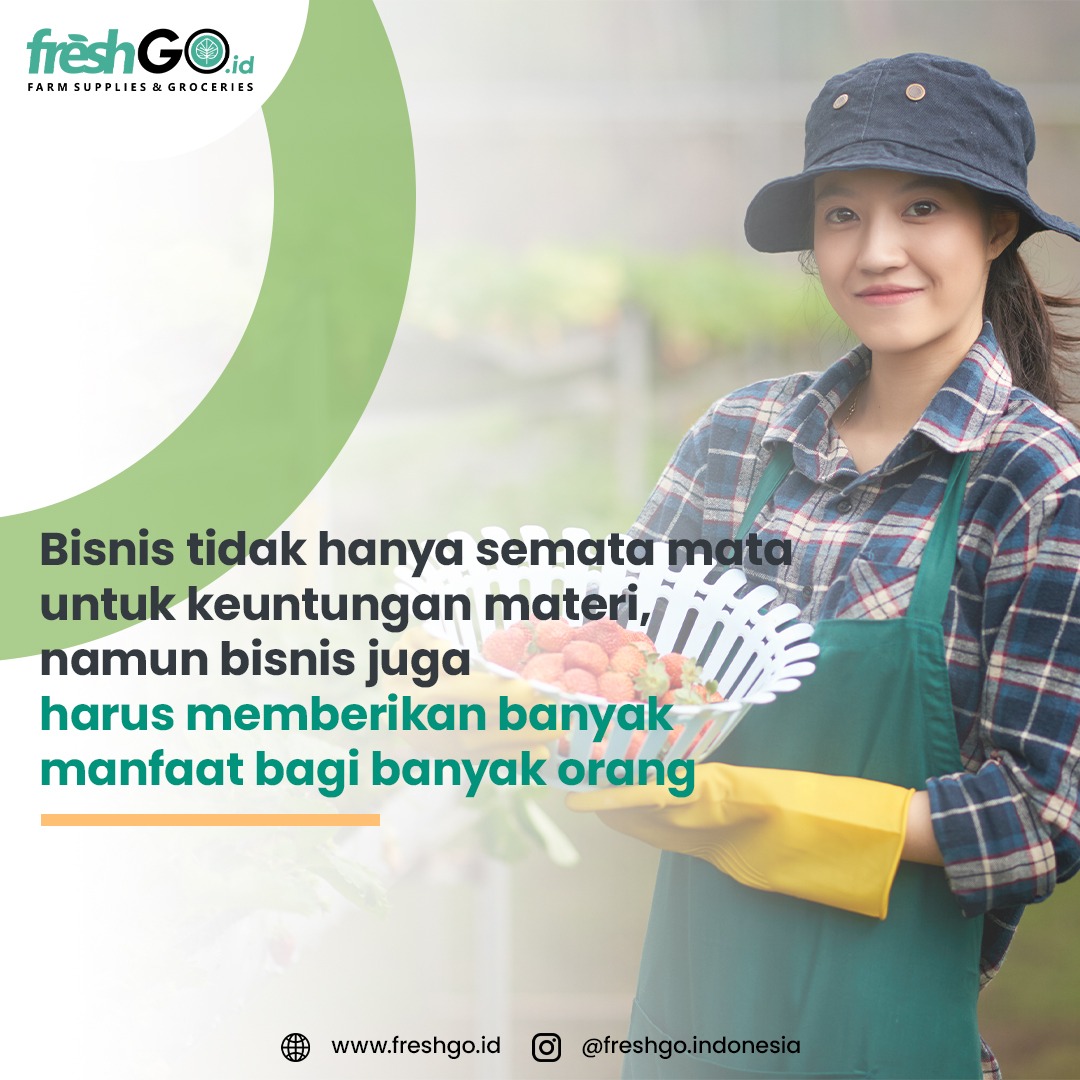 frèshGO.id
FARM SUPPLIES & GROCERIES
Bisnis tidak hanya semata mata
untuk keuntungan materi,
namun bisnis juga
harus memberikan banyak
manfaat bagi banyak orang
www.freshgo.id @freshgo.indonesia